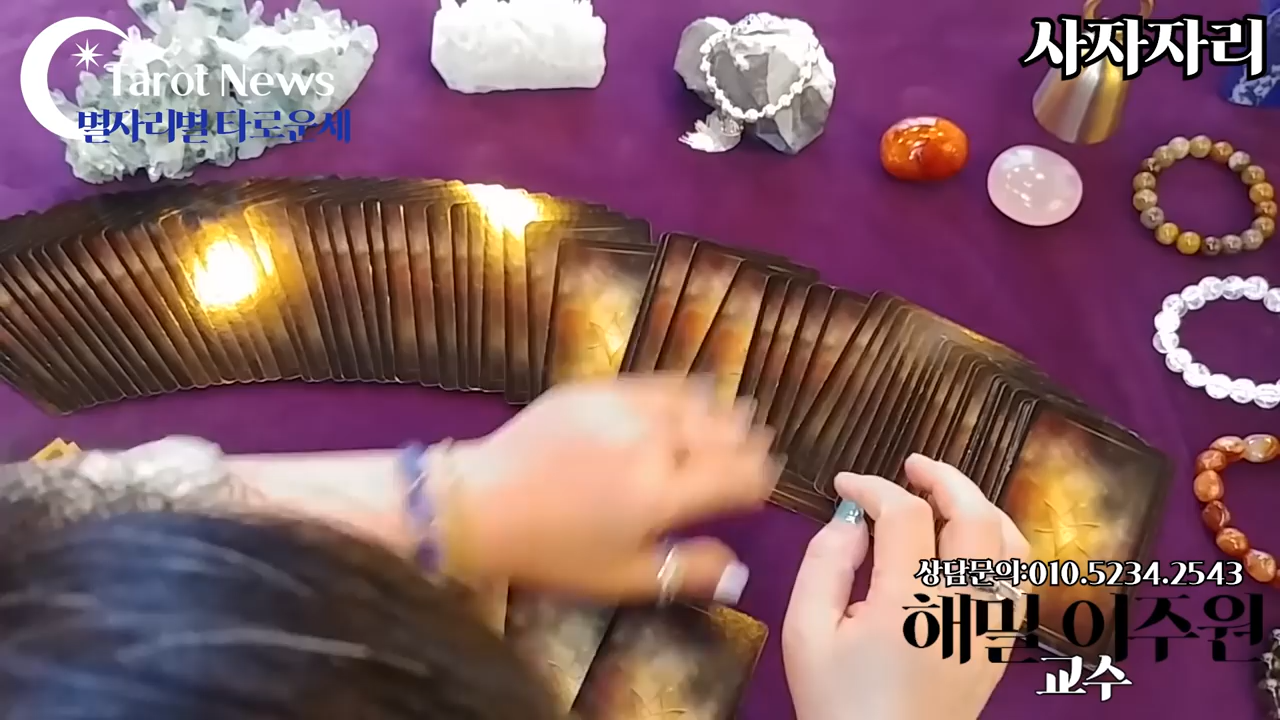 사자자리
Tarot News
별자리별 타로운세
상담문의:010.5234.2543
해밀 이주원
교수